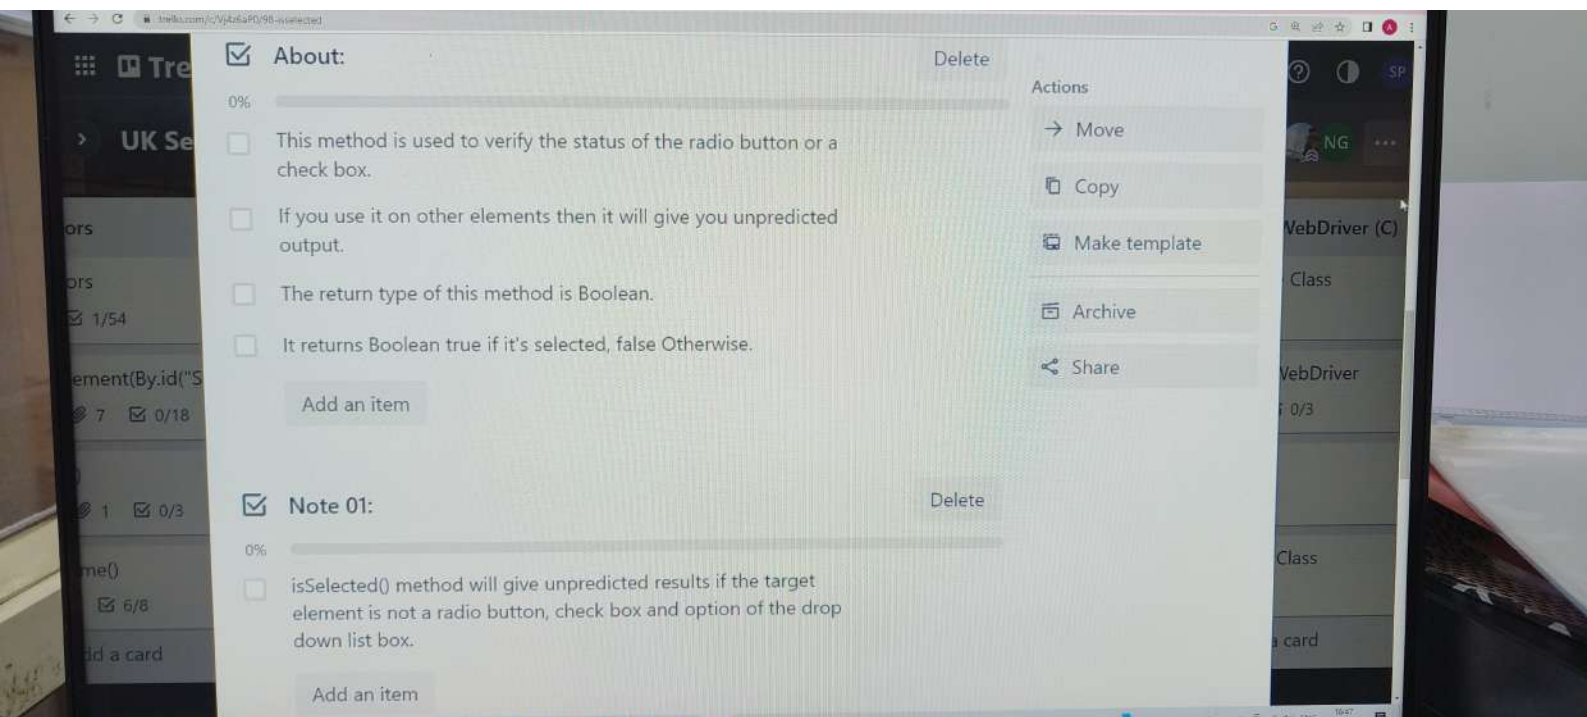 About:
Delete
0%
This method is used to verify the status of the radio button or a
check box.
If you use it on other elements then it will give you unpredicted
output.
The return type of this method is Boolean.
It returns Boolean true if it's selected, false Otherwise.
Add an item
Note 01:
Delete
0%
isSelected() method will give unpredicted results if the target
element is not a radio button, check box and option of the drop
down list box.
Add an item
Actions
Move
Copy
Make template
Archive
Share
Tre
UK Se
ors
ors
1/54
ement(By.id("S
7 0/18
1 0/3
me()
6/8
dd a card
SP
NG
WebDriver (C)
Class
WebDriver
0/3
Class
a card
16:47